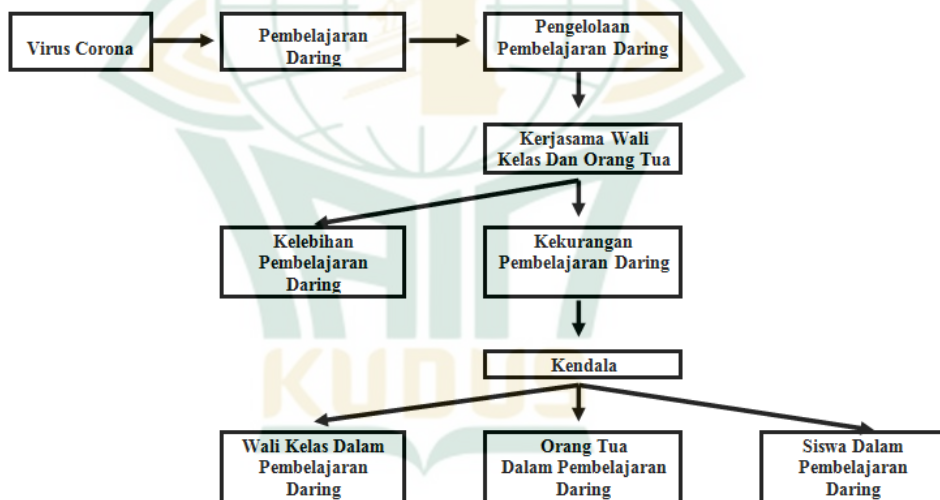 Virus Corona
Pembelajaran
Daring
Pengelolaan
Pembelajaran Daring
Kerjasama Wali
Kelas Dan Orang Tua
Kelebihan
Pembelajaran
Daring
Kekurangan
Pembelajaran Daring
Kendala
Wali Kelas Dalam
Pembelajaran
Daring
Orang Tua
Dalam Pembelajaran
Daring
Siswa Dalam
Pembelajaran
Daring
KUDUS